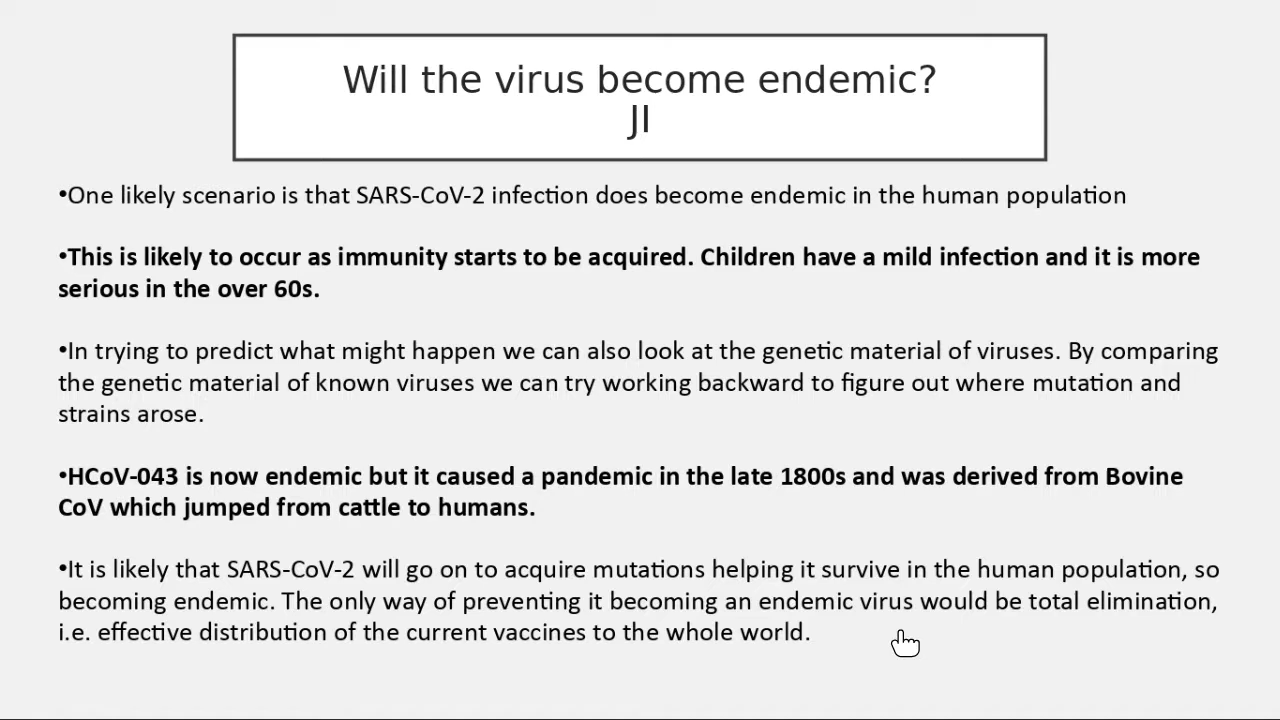 Will the virus become endemic?
JI
•One likely scenario is that SARS-CoV-2 infection does become endemic in the human population
•This is likely to occur as immunity starts to be acquired. Children have a mild infection and it is more
serious in the over 60s.
•In trying to predict what might happen we can also look at the genetic material of viruses. By comparing
the genetic material of known viruses we can try working backward to figure out where mutation and
strains arose.
•HCoV-043 is now endemic but it caused a pandemic in the late 1800s and was derived from Bovine
CoV which jumped from cattle to humans.
•It is likely that SARS-CoV-2 will go on to acquire mutations helping it survive in the human population, so
becoming endemic. The only way of preventing it becoming an endemic virus would be total elimination,
i.e. effective distribution of the current vaccines to the whole world.